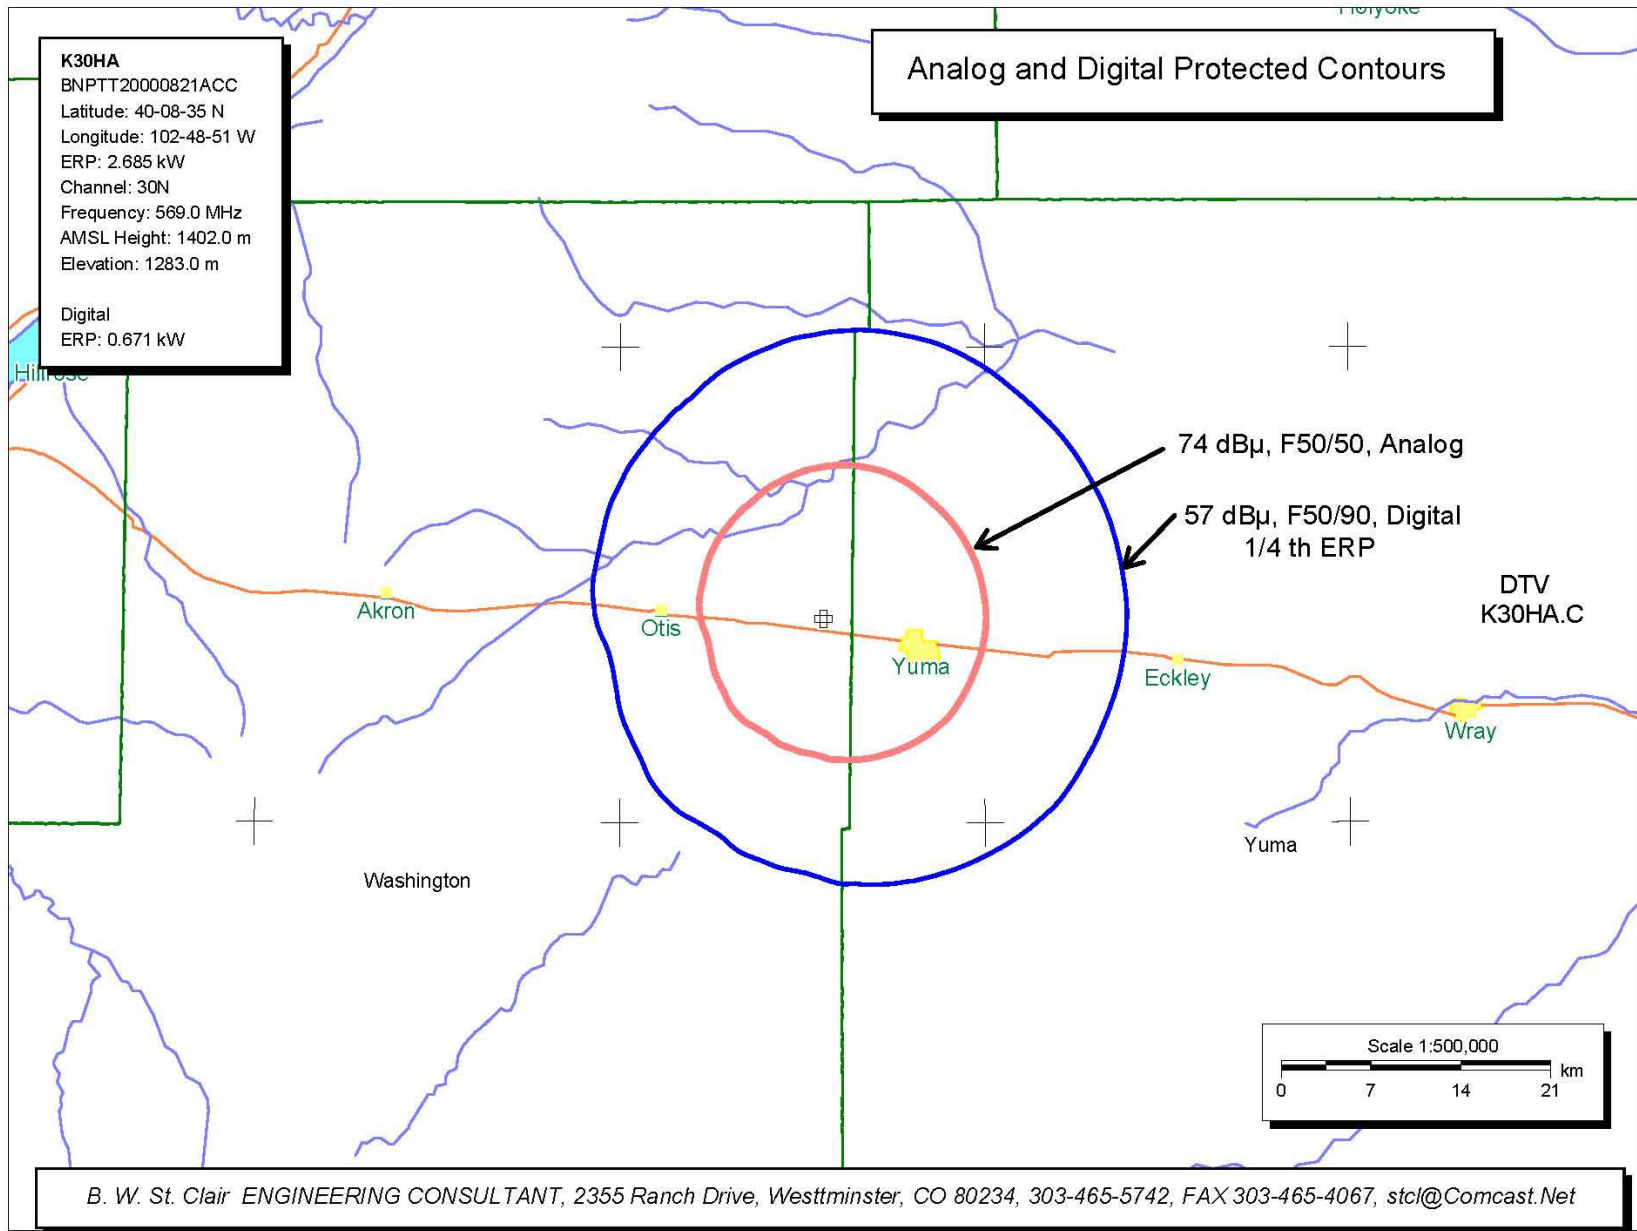 Holyoke
K30HA
BNPTT20000821ACC
Latitude: 40-08-35 N
Longitude: 102-48-51 W
ERP: 2.685 kW
Channel: 30N
Frequency: 569.0 MHz
AMSL Height: 1402.0 m
Elevation: 1283.0 m
Digital
ERP: 0.671 kW
Analog and Digital Protected Contours
Hillrose
74 dBµ, F50/50, Analog
57 dBµ, F50/90, Digital
1/4 th ERP
DTV
K30HA.C
Akron
Otis
Yuma
Eckley
Wray
Yuma
Washington
Scale 1:500,000
km
0 7 14 21
B. W. St. Clair ENGINEERING CONSULTANT, 2355 Ranch Drive, Westtminster, CO 80234, 303-465-5742, FAX 303-465-4067, stcl@Comcast.Net